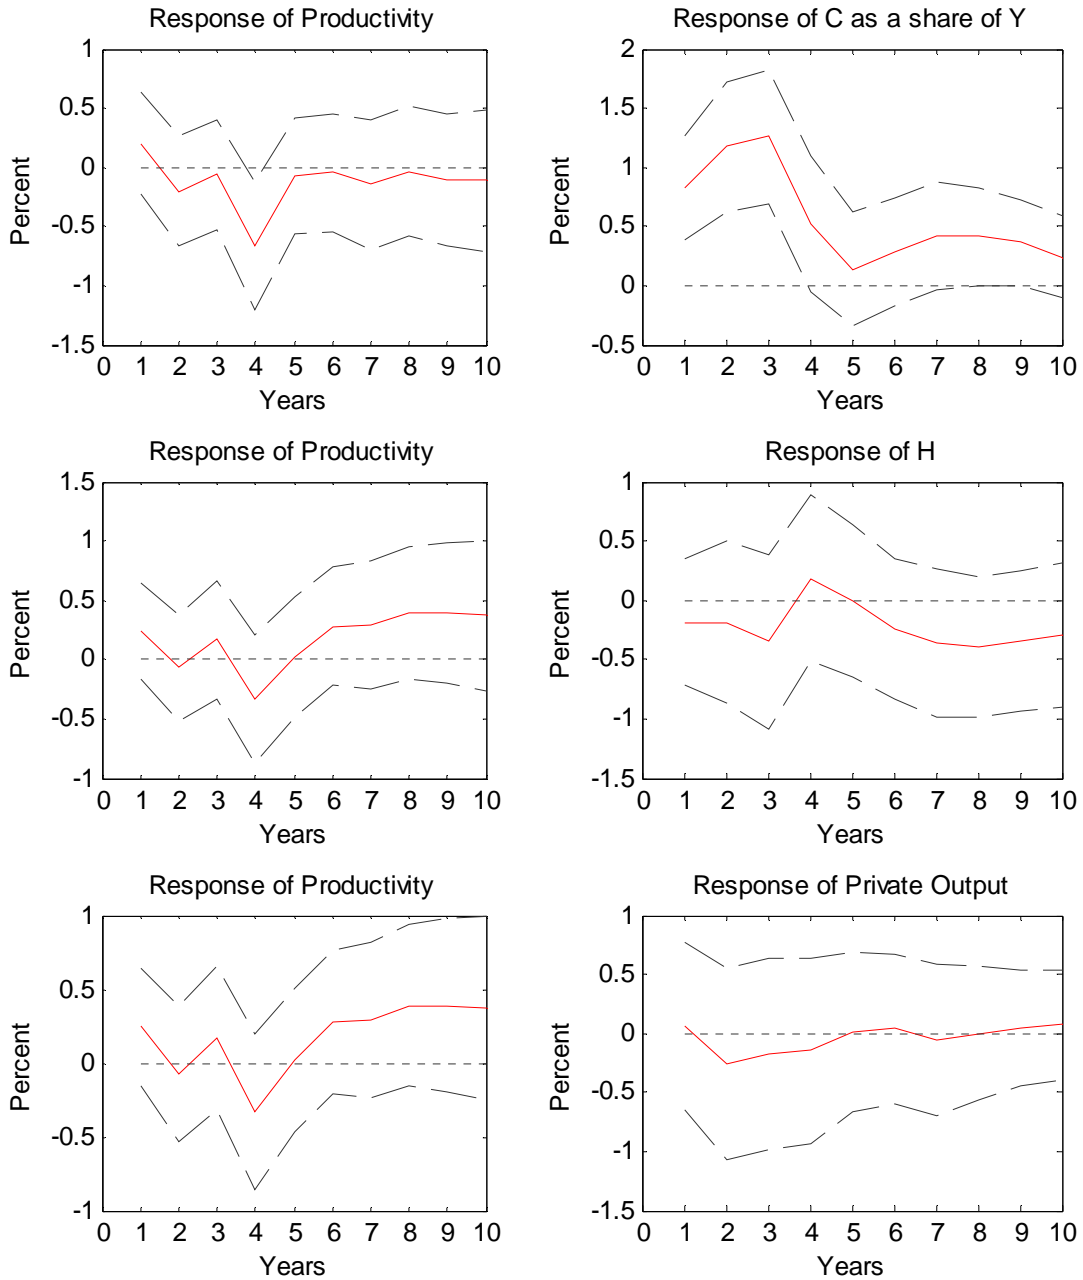 Response of Productivity
1
0.5
0
-0.5
-1
-1.5
Percent
0 1 2 3 4 5 6 7 8 9 10
Years
Response of C as a share of Y
2
1.5
1
0.5
0
-0.5
Percent
0 1 2 3 4 5 6 7 8 9 10
Years
Response of Productivity
1.5
1
0.5
0
-0.5
-1
Percent
0 1 2 3 4 5 6 7 8 9 10
Years
Response of H
1
0.5
0
-0.5
-1
-1.5
Percent
0 1 2 3 4 5 6 7 8 9 10
Years
Response of Productivity
1
0.5
0
-0.5
-1
Percent
0 1 2 3 4 5 6 7 8 9 10
Years
Response of Private Output
1
0.5
0
-0.5
-1
-1.5
Percent
0 1 2 3 4 5 6 7 8 9 10
Years